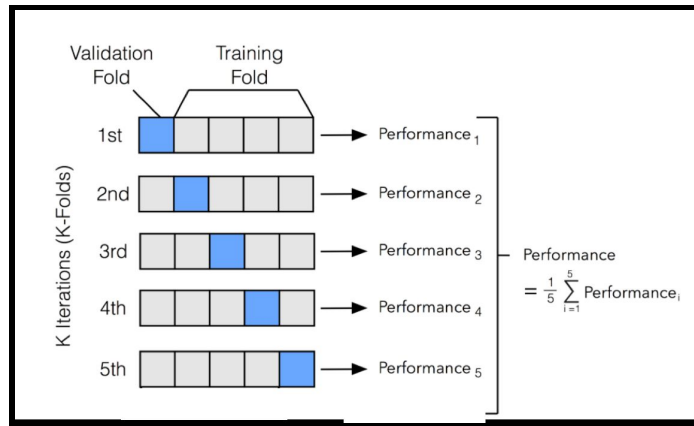 Validation
Fold
Training
Fold
K Iterations (K-Folds)
1st
Performance 1
2nd
Performance 2
3rd
Performance 3
4th
Performance 4
5th
Performance 5
Performance
= 1/5 5∑i=1 Performance i